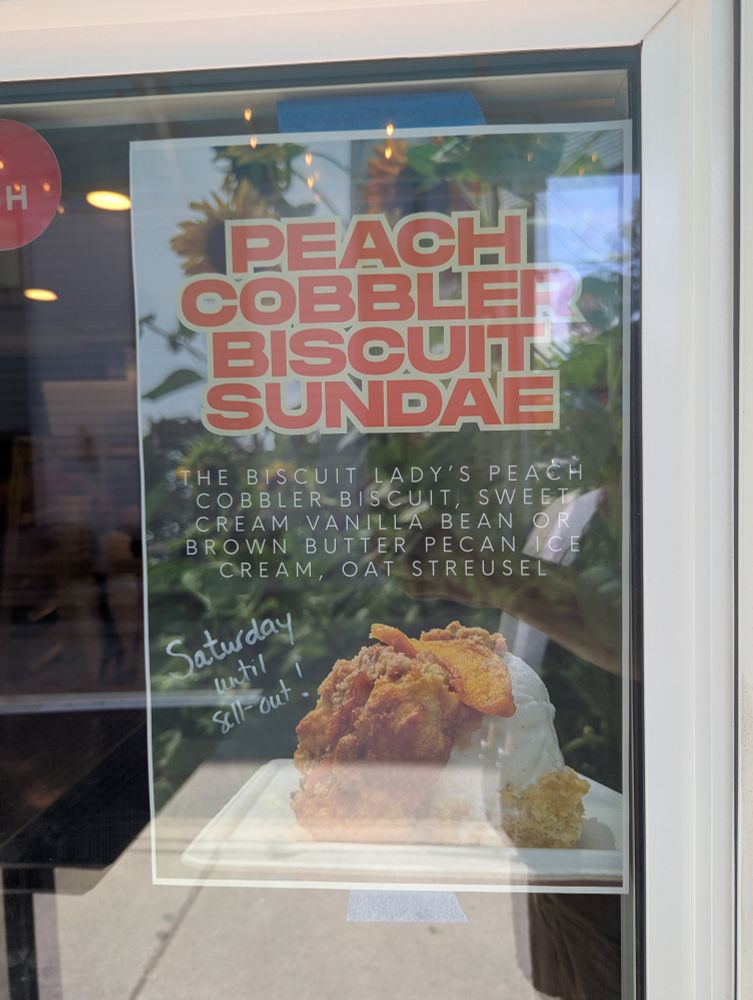 H
PEACH
COBBLER
BISCUIT
SUNDAE
THE BISCUIT LADY'S PEACH
COBBLER BISCUIT, SWEET
CREAM VANILLA BEAN OR
BROWN BUTTER PECAN ICE
CREAM, OAT STREUSEL
Saturday
until
sell-out!